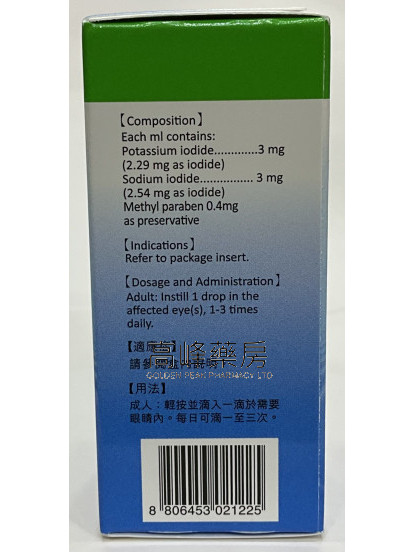 【Composition】
Each ml contains:
Potassium iodide.............3 mg
(2.29 mg as iodide)
Sodium iodide................ 3 mg
(2.54 mg as iodide)
Methyl paraben 0.4mg
as preservative
【Indications】
Refer to package insert.
【Dosage and Administration】
Adult: Instill 1 drop in the
affected eye(s), 1-3 times
daily.
高峰藥房
GOLDEN PEAK PHARMACY LTD
【適應症】
請參閱
【用法】
成人：輕按並滴入一滴於需要
眼睛內。每日可滴一至三次。
8 806453 021225